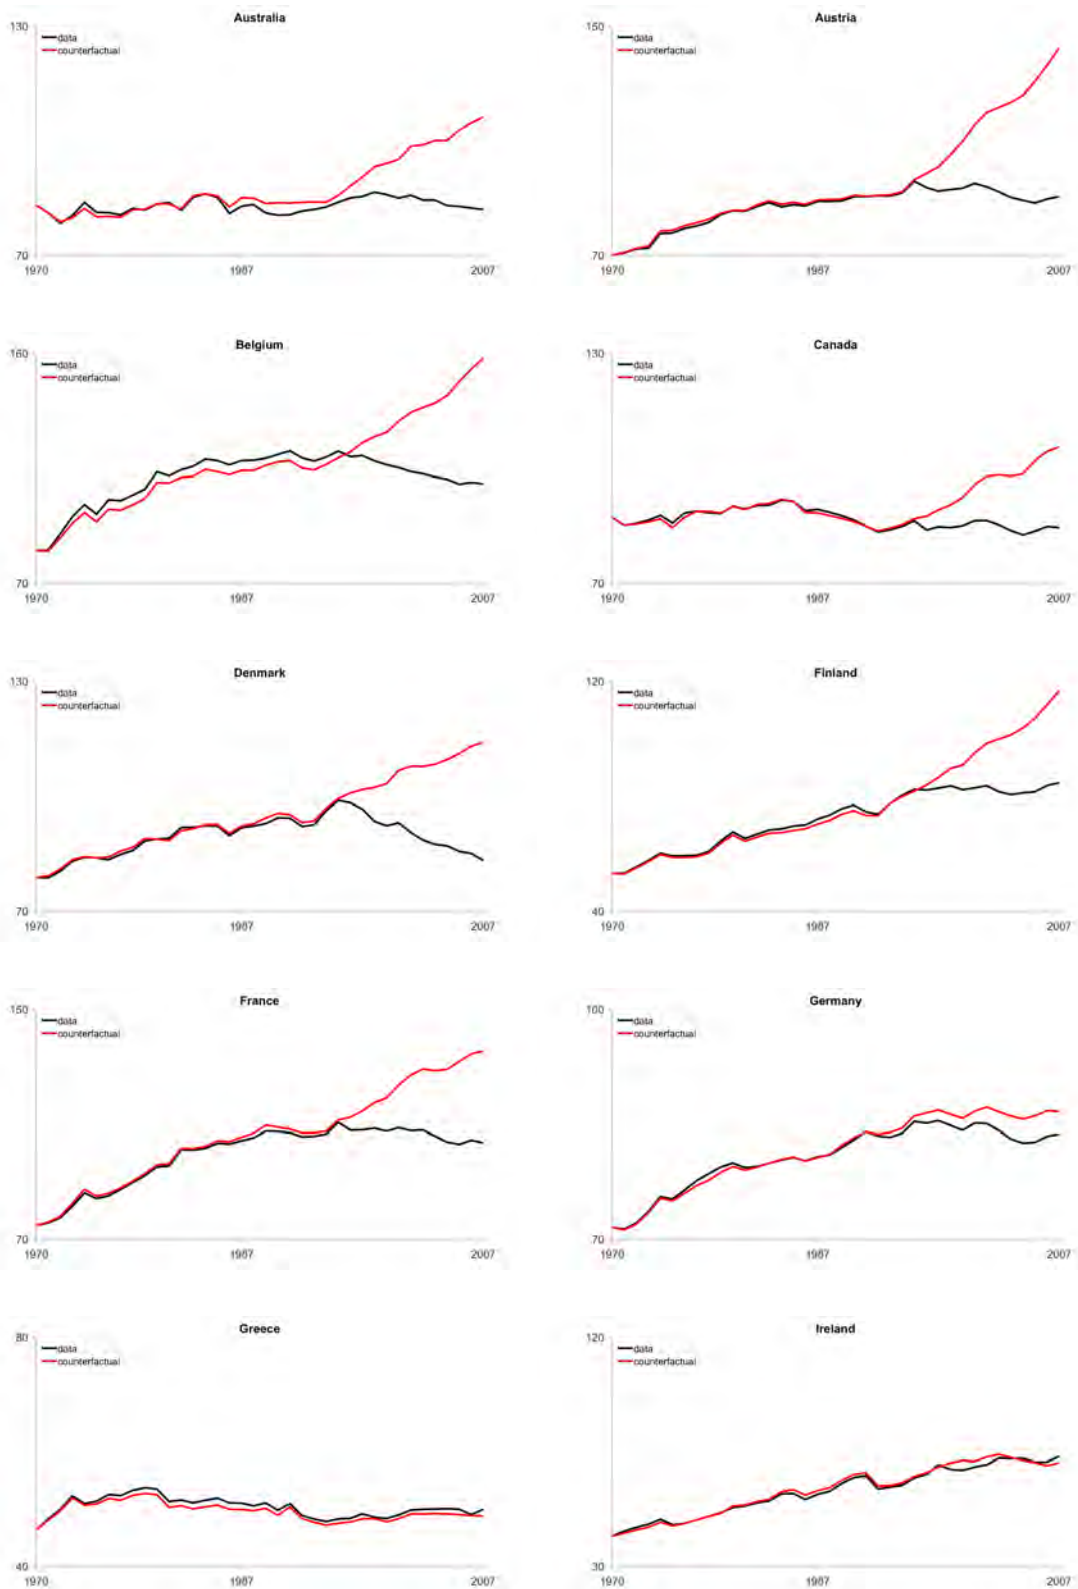 Australia
130
data
counterfactual
70
1970
1987
2007
Austria
150
data
counterfactual
70
1970
1987
2007
Belgium
160
data
counterfactual
70
1970
1987
2007
Canada
130
data
counterfactual
70
1970
1987
2007
Denmark
130
data
counterfactual
70
1970
1987
2007
Finland
120
data
counterfactual
40
1970
1987
2007
France
150
data
counterfactual
70
1970
1987
2007
Germany
100
data
counterfactual
70
1970
1987
2007
Greece
80
data
counterfactual
40
1970
1987
2007
Ireland
120
data
counterfactual
30
1970
1987
2007